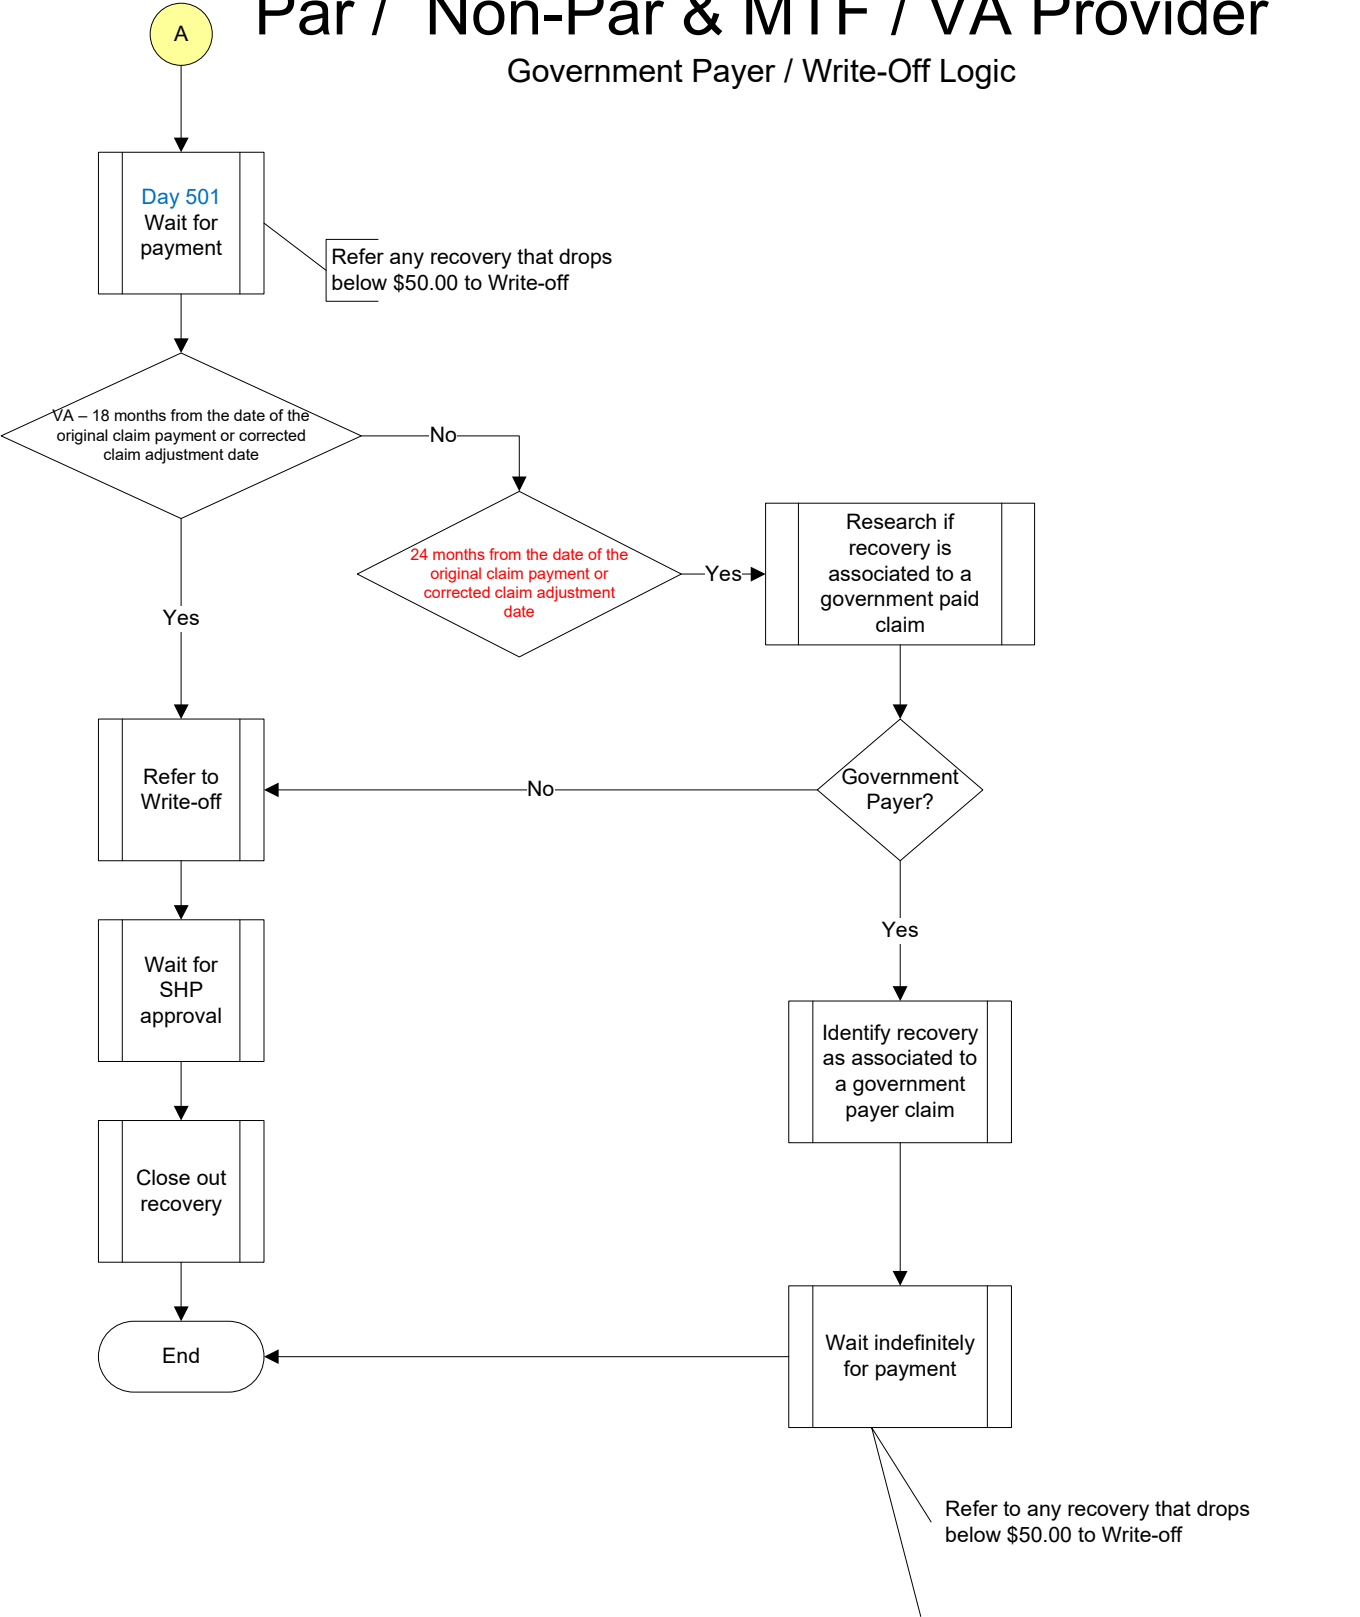 Par / Non-Par & MTF / VA Provider
A
Government Payer / Write-Off Logic
Day 501
Wait for
payment
Refer any recovery that drops
below $50.00 to Write-off
VA – 18 months from the date of the
original claim payment or corrected
claim adjustment date
No
24 months from the date of the
original claim payment or
corrected claim adjustment
date
Yes
Research if
recovery is
associated to a
government paid
claim
Yes
Refer to
Write-off
No
Government
Payer?
Yes
Wait for
SHP
approval
Identify recovery
as associated to
a government
payer claim
Close out
recovery
End
Wait indefinitely
for payment
Refer to any recovery that drops
below $50.00 to Write-off